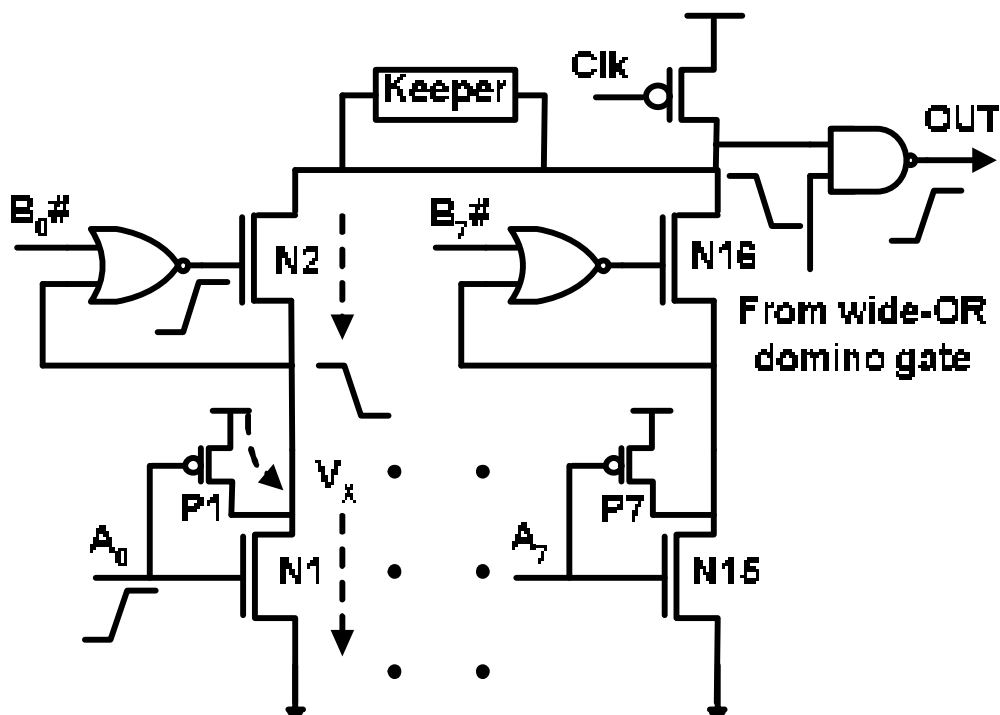 Clk
Keeper
OUT
B0#
B7#
N2
N16
From wide-OR
domino gate
P1
Vx
P7
A0
A7
N1
N15